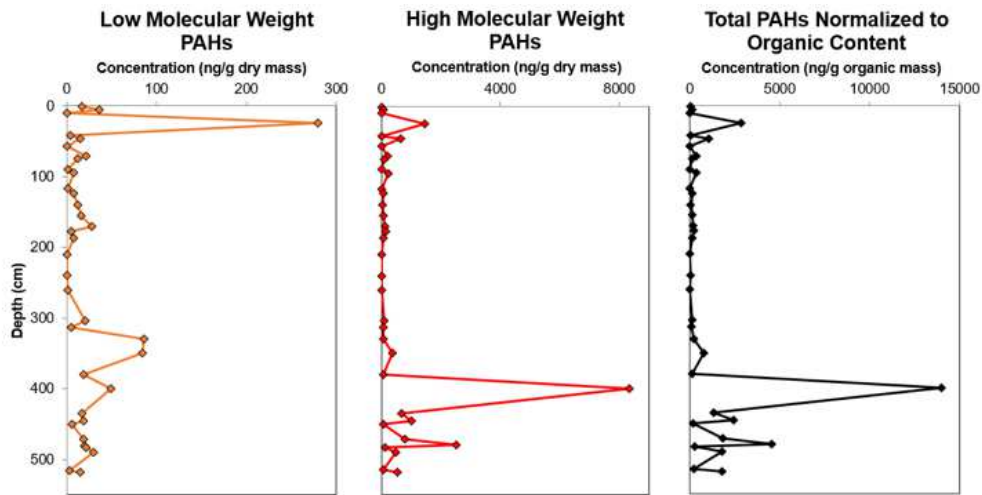 Low Molecular Weight
PAHs
Concentration (ng/g dry mass)
0 100 200 300
High Molecular Weight
PAHs
Concentration (ng/g dry mass)
0 4000 8000
Total PAHs Normalized to
Organic Content
Concentration (ng/g organic mass)
0 5000 10000 15000
Depth (cm)
0
100
200
300
400
500